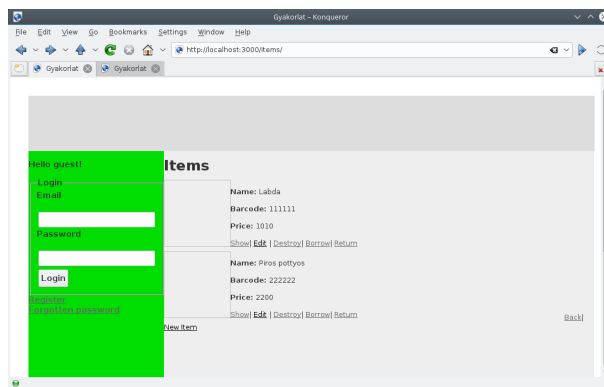 Gyakorlat – Konqueror
File Edit View Go Bookmarks Settings Window Help
http://localhost:3000/items/
Gyakorlat Gyakorlat
Hello guest!
Login
Email
Password
Login
Register
Forgotten password
Items
Name: Labda
Barcode: 111111
Price: 1010
Show| Edit | Destroy| Borrow| Return
Name: Piros pottyos
Barcode: 222222
Price: 2200
Show| Edit | Destroy| Borrow| Return
Back|
New Item